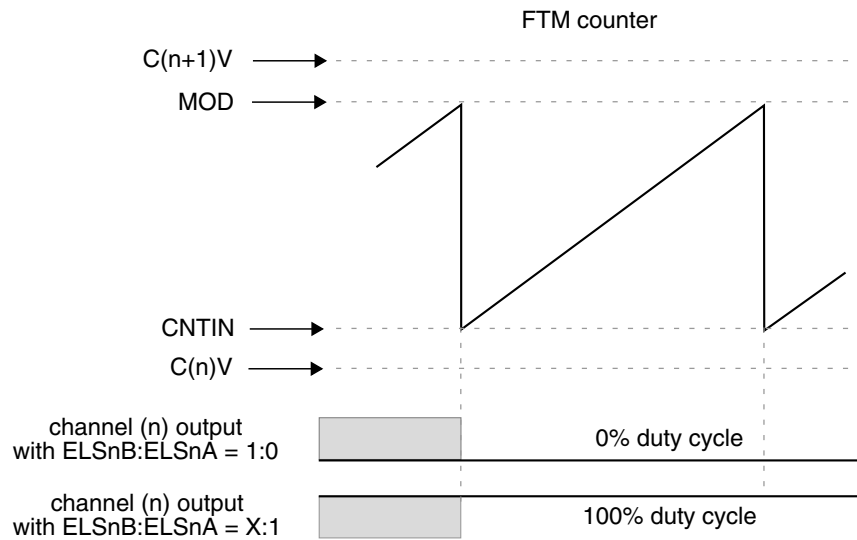 FTM counter
C(n+1)V
MOD
CNTIN
C(n)V
channel (n) output
with ELSnB:ELSnA = 1:0
0% duty cycle
channel (n) output
with ELSnB:ELSnA = X:1
100% duty cycle